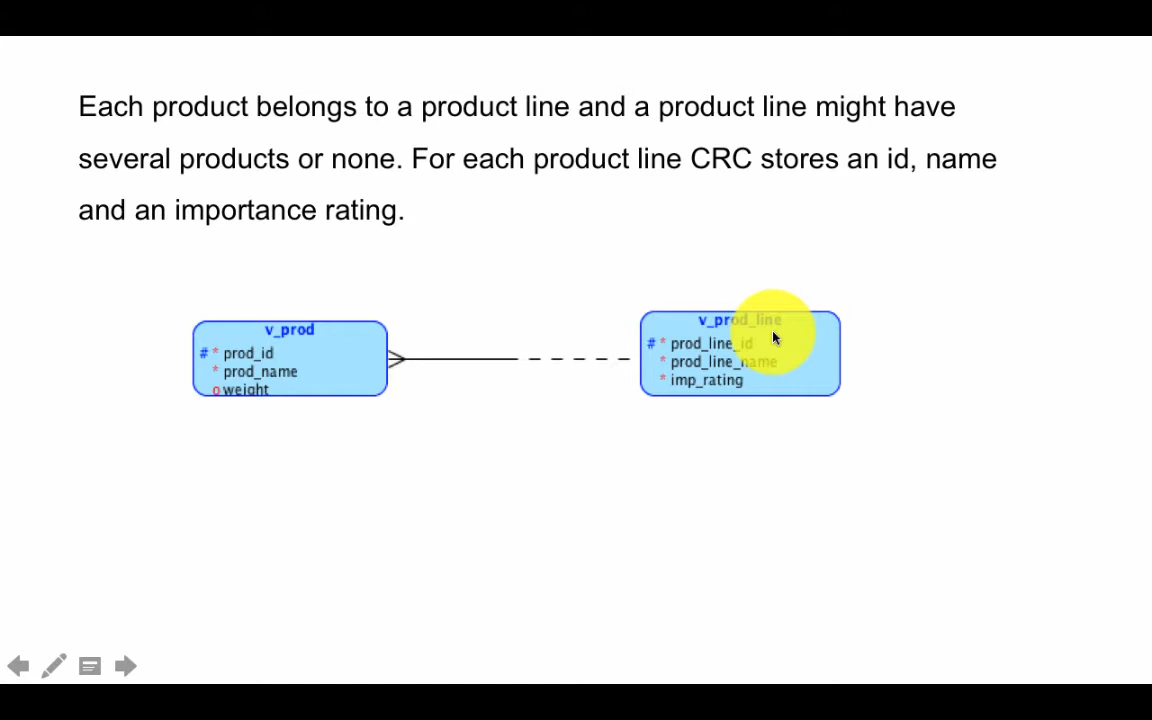 Each product belongs to a product line and a product line might have
several products or none. For each product line CRC stores an id, name
and an importance rating.
v_prod
# * prod_id
* prod_name
o weight
v_prod_line
# * prod_line_id
* prod_line_name
* imp_rating